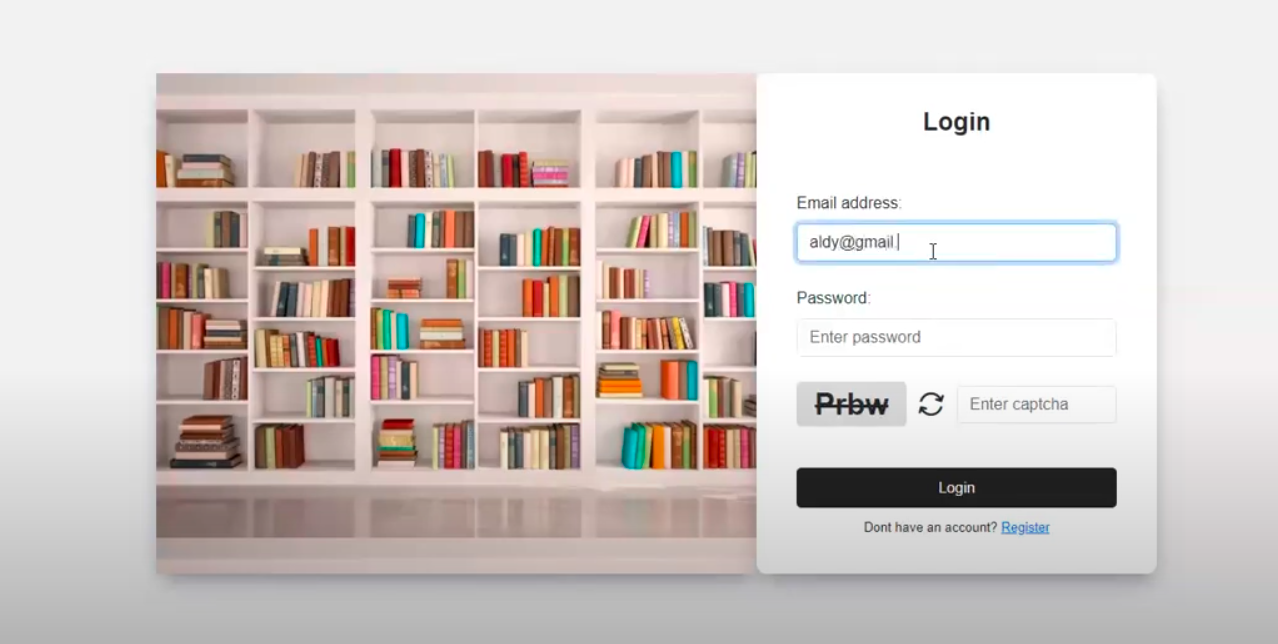 Login
Email address:
aldy@gmail.
Password:
Enter password
Prbw Enter captcha
Login
Dont have an account? Register